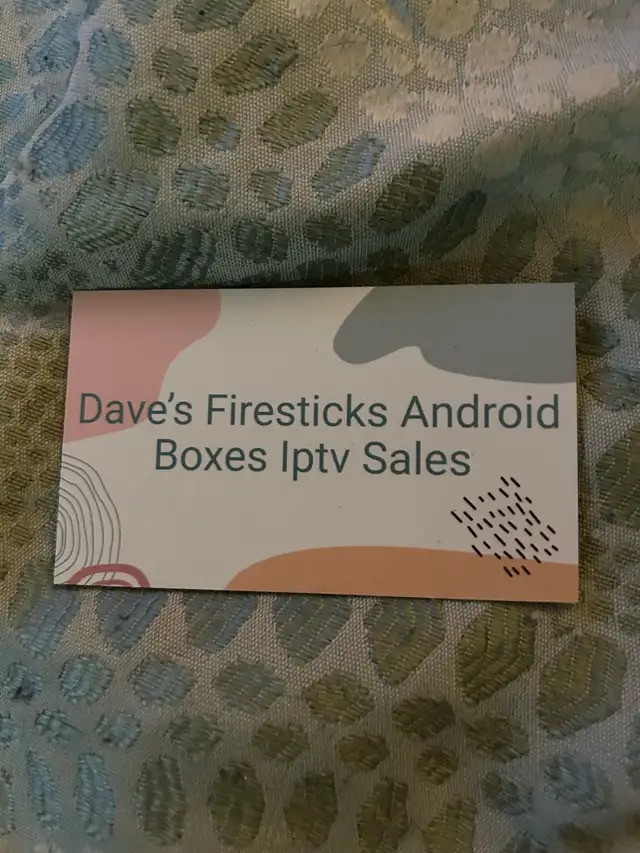 Dave's Firesticks Android
Boxes Iptv Sales